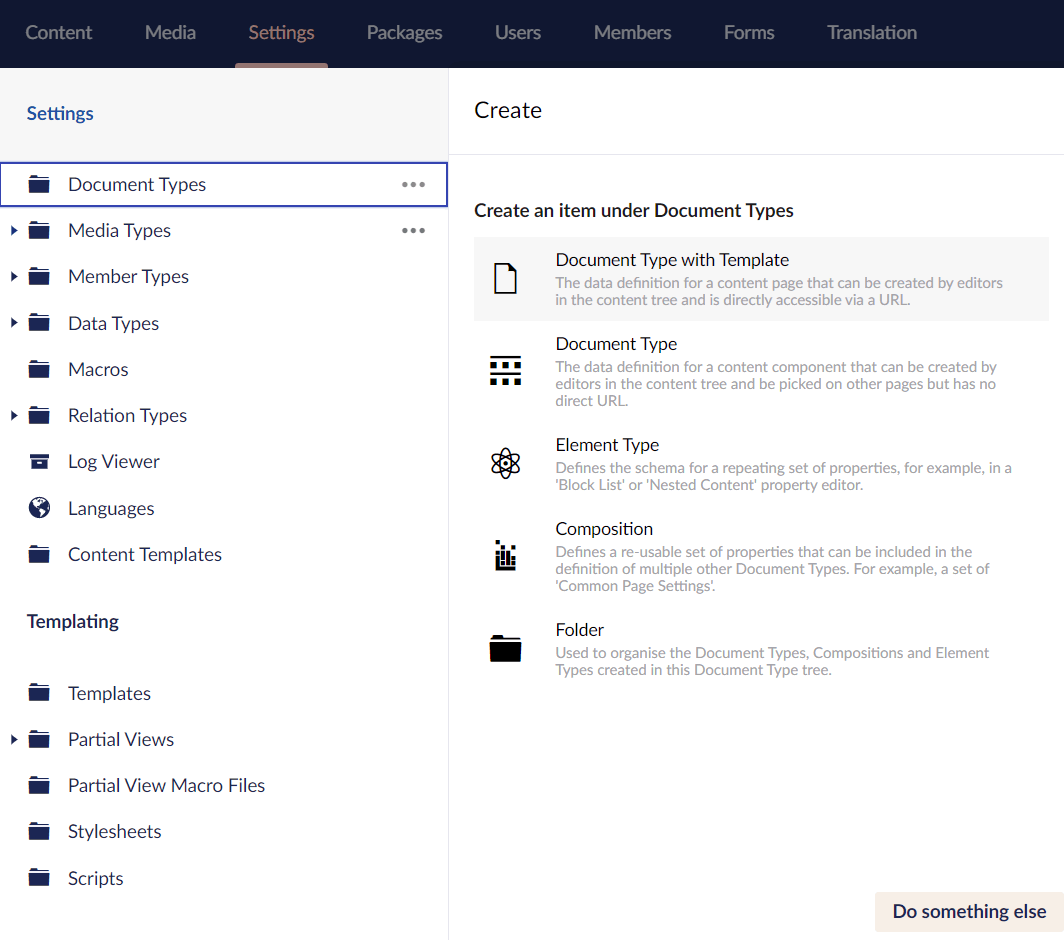 Content Media Settings Packages Users Members Forms Translation
Settings
Document Types
Media Types
Member Types
Data Types
Macros
Relation Types
Log Viewer
Languages
Content Templates
Templating
Templates
Partial Views
Partial View Macro Files
Stylesheets
Scripts
Create
Create an item under Document Types
Document Type with Template
The data definition for a content page that can be created by editors
in the content tree and is directly accessible via a URL.
Document Type
The data definition for a content component that can be created by
editors in the content tree and be picked on other pages but has no
direct URL.
Element Type
Defines the schema for a repeating set of properties, for example, in a
'Block List' or 'Nested Content' property editor.
Composition
Defines a re-usable set of properties that can be included in the
definition of multiple other Document Types. For example, a set of
'Common Page Settings'.
Folder
Used to organise the Document Types, Compositions and Element
Types created in this Document Type tree.
Do something else